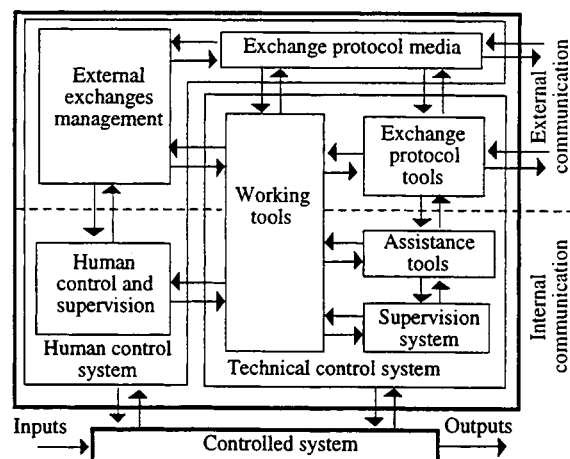 Exchange protocol media
External
exchanges
management
Exchange
protocol
tools
Working
tools
External
communication
Human
control and
supervision
Assistance
tools
Supervision
system
Internal
communication
Human control
system
Technical control system
Inputs
Controlled system
Outputs